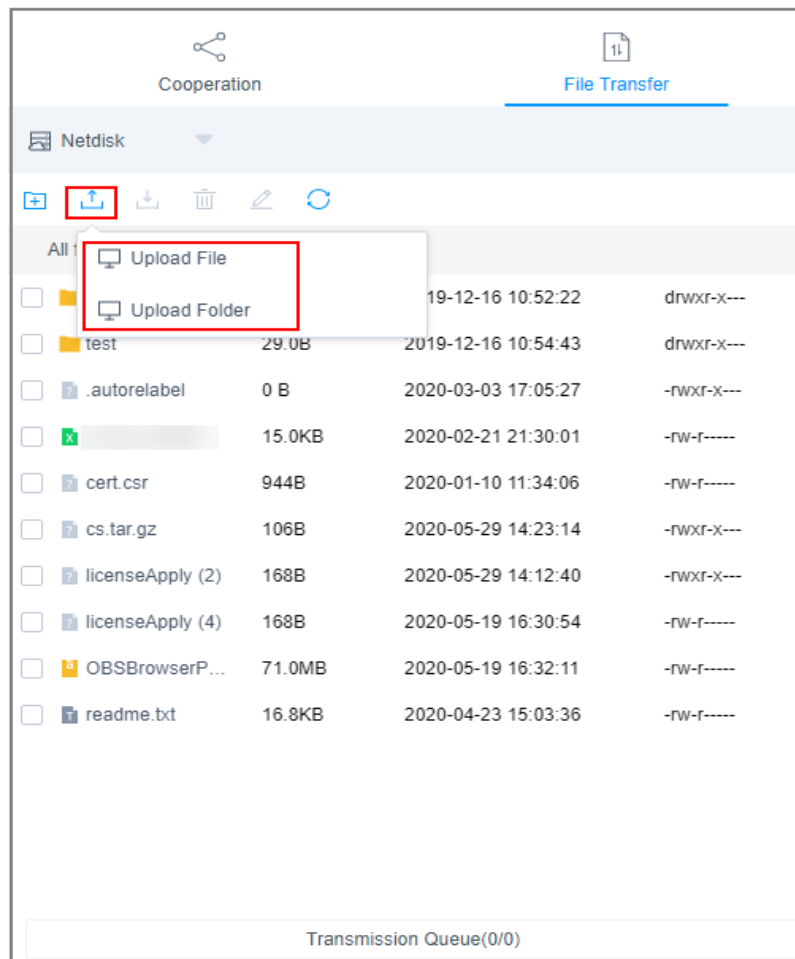 Cooperation File Transfer
Netdisk
All
Upload File
Upload Folder
19-12-16 10:52:22 drwxr-x---
test 29.0B 2019-12-16 10:54:43 drwxr-x---
.autorelabel 0 B 2020-03-03 17:05:27 -rwxr-x---
15.0KB 2020-02-21 21:30:01 -rw-r-----
cert.csr 944B 2020-01-10 11:34:06 -rw-r-----
cs.tar.gz 106B 2020-05-29 14:23:14 -rwxr-x---
licenseApply (2) 168B 2020-05-29 14:12:40 -rwxr-x---
licenseApply (4) 168B 2020-05-19 16:30:54 -rw-r-----
OBSBrowserP... 71.0MB 2020-05-19 16:32:11 -rw-r-----
readme.txt 16.8KB 2020-04-23 15:03:36 -rw-r-----
Transmission Queue(0/0)